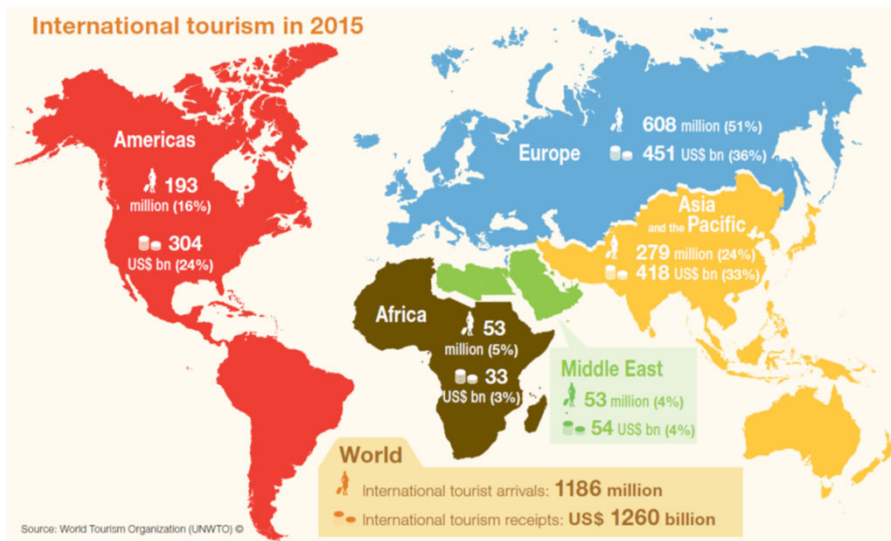 International tourism in 2015
Americas
193
million (16%)
304
US$ bn (24%)
Europe
608 million (51%)
451 US$ bn (36%)
Asia
and the Pacific
279 million (24%)
418 US$ bn (33%)
Africa
53
million (5%)
33
US$ bn (3%)
Middle East
53 million (4%)
54 US$ bn (4%)
World
International tourist arrivals: 1186 million
International tourism receipts: US$ 1260 billion
Source: World Tourism Organization (UNWTO) ©